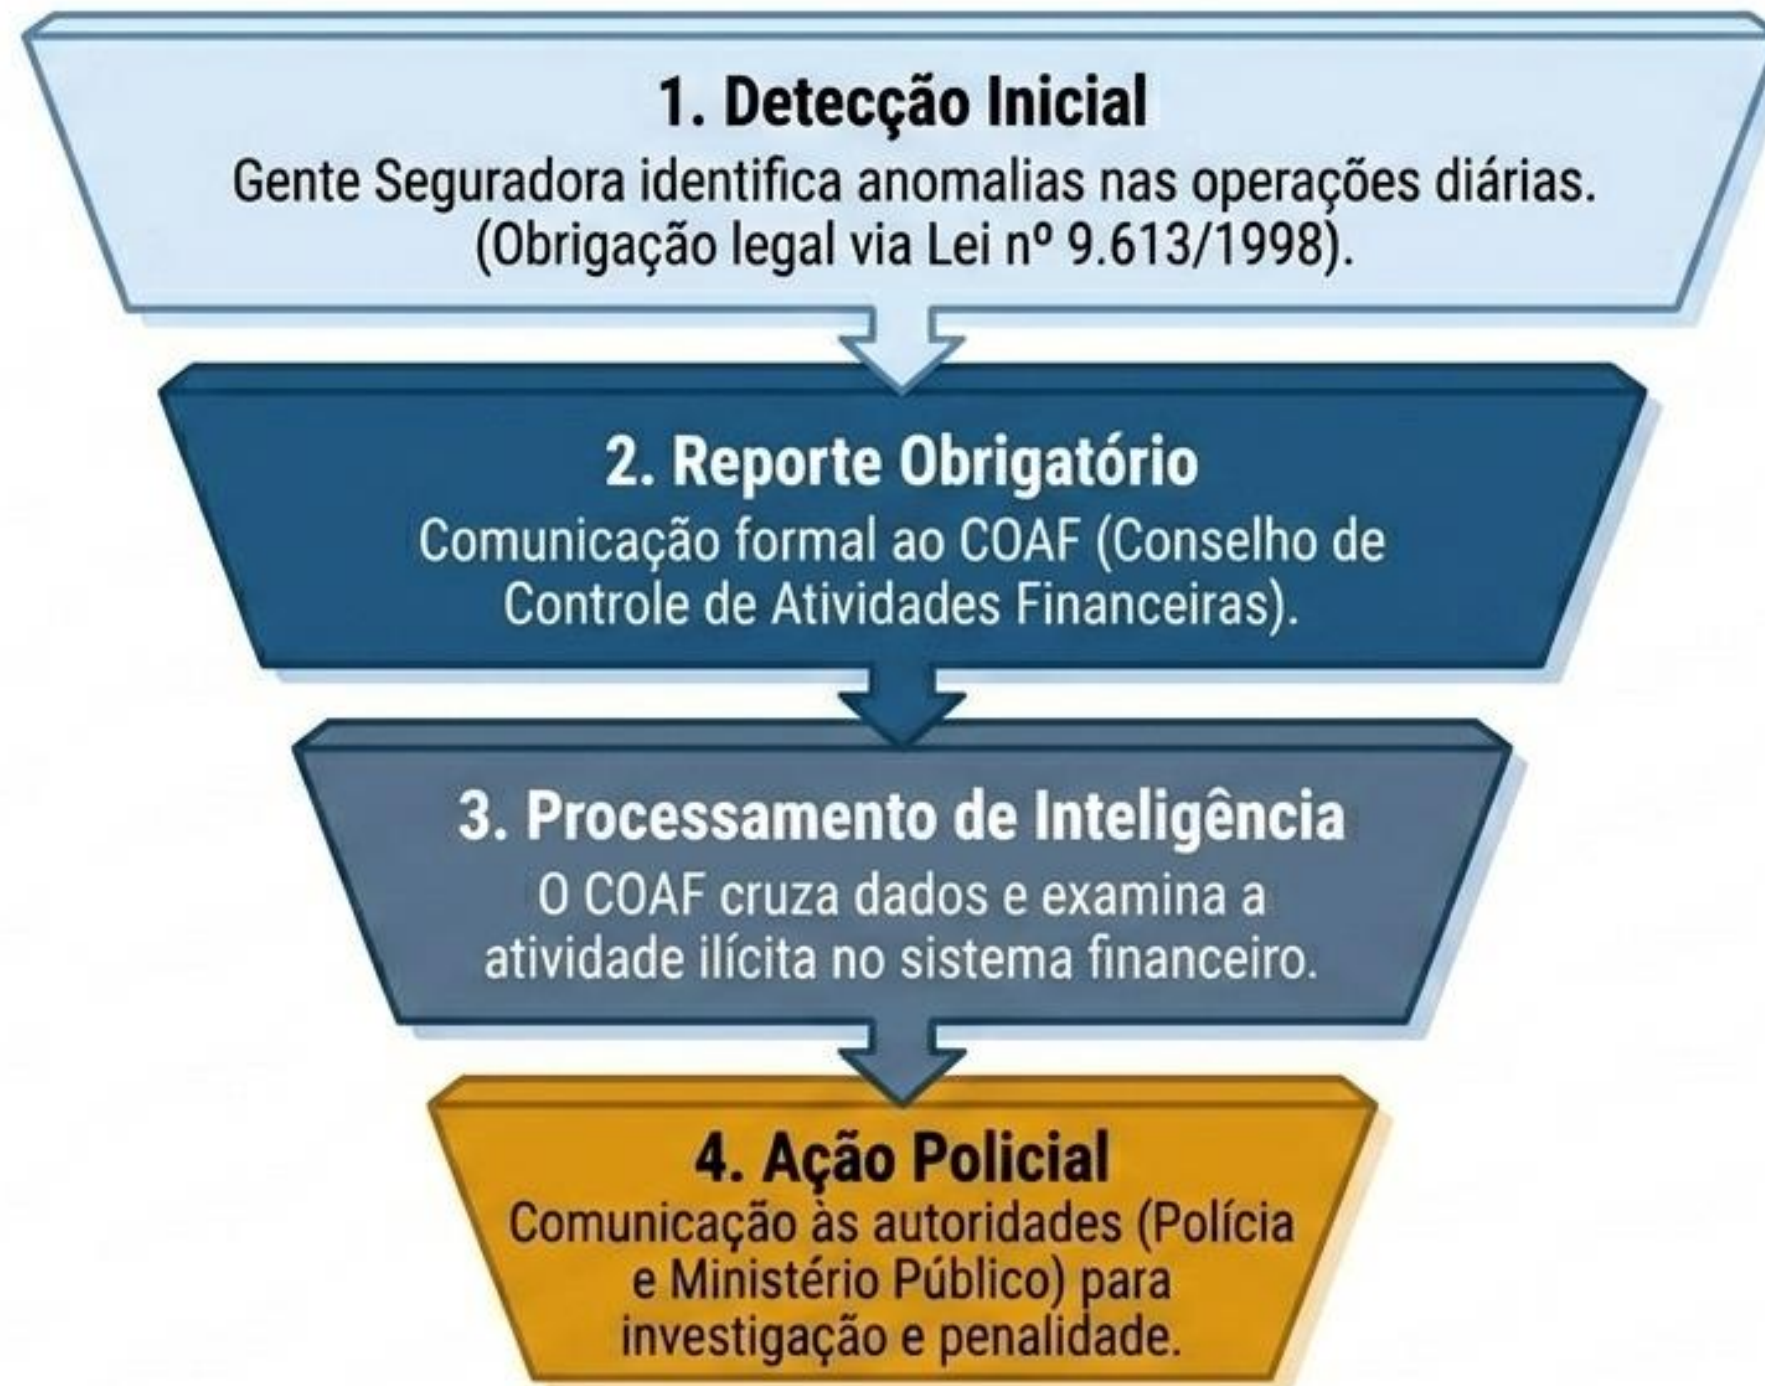 1. Detecção Inicial
Gente Seguradora identifica anomalias nas operações diárias.
(Obrigação legal via Lei nº 9.613/1998).
2. Reporte Obrigatório
Comunicação formal ao COAF (Conselho de
Controle de Atividades Financeiras).
3. Processamento de Inteligência
O COAF cruza dados e examina a
atividade ilícita no sistema financeiro.
4. Ação Policial
Comunicação às autoridades (Polícia
e Ministério Público) para
investigação e penalidade.